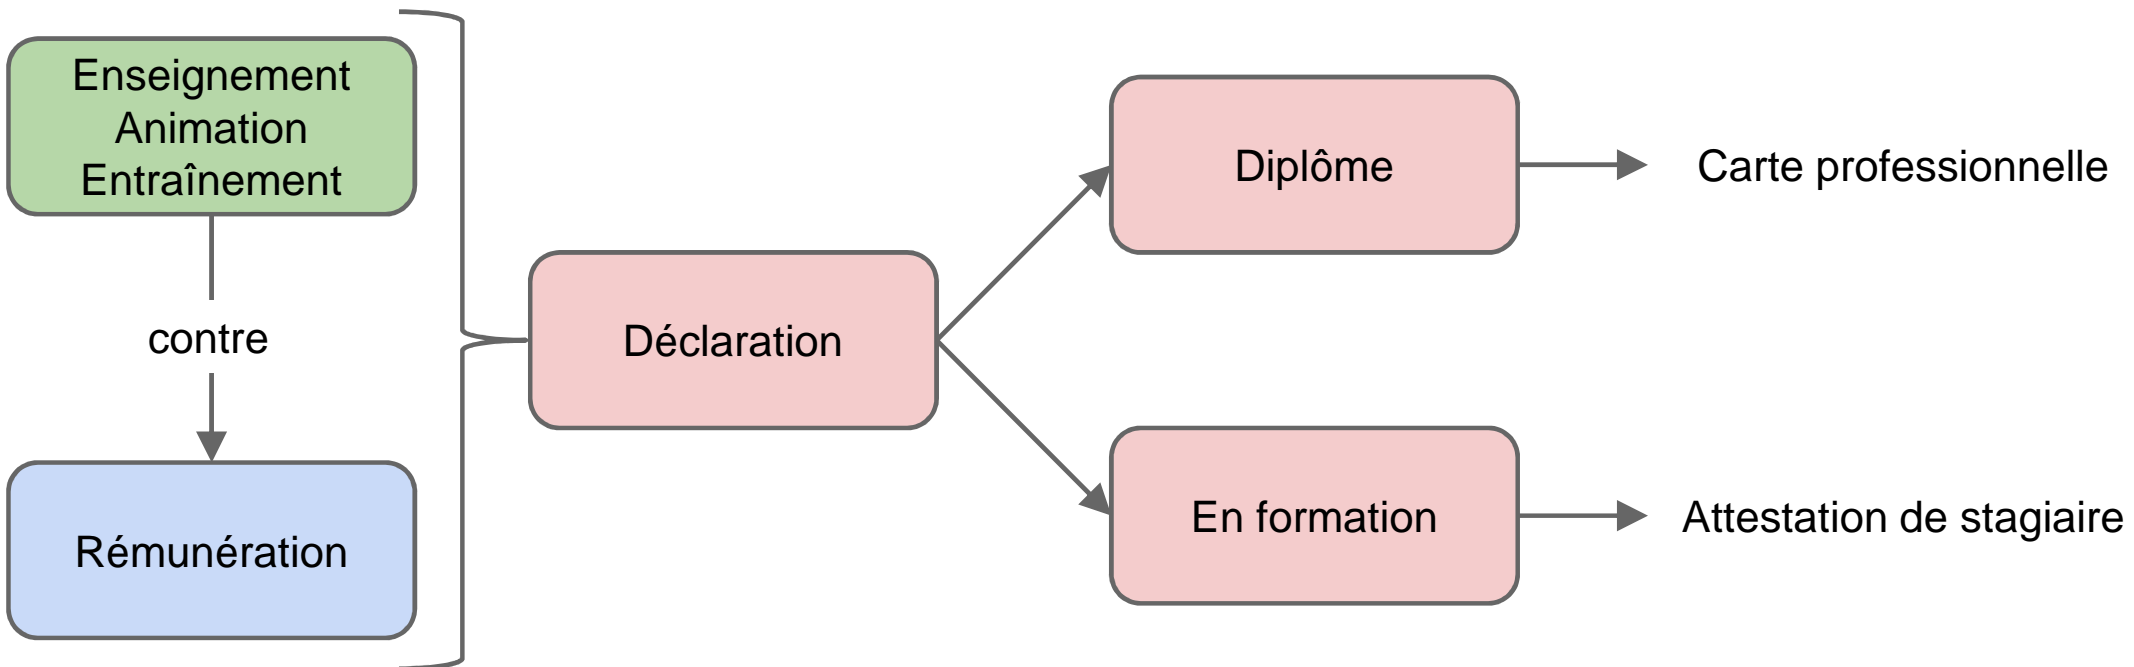 Enseignement
Animation
Entraînement
contre
Rémunération
Déclaration
Diplôme
Carte professionnelle
En formation
Attestation de stagiaire